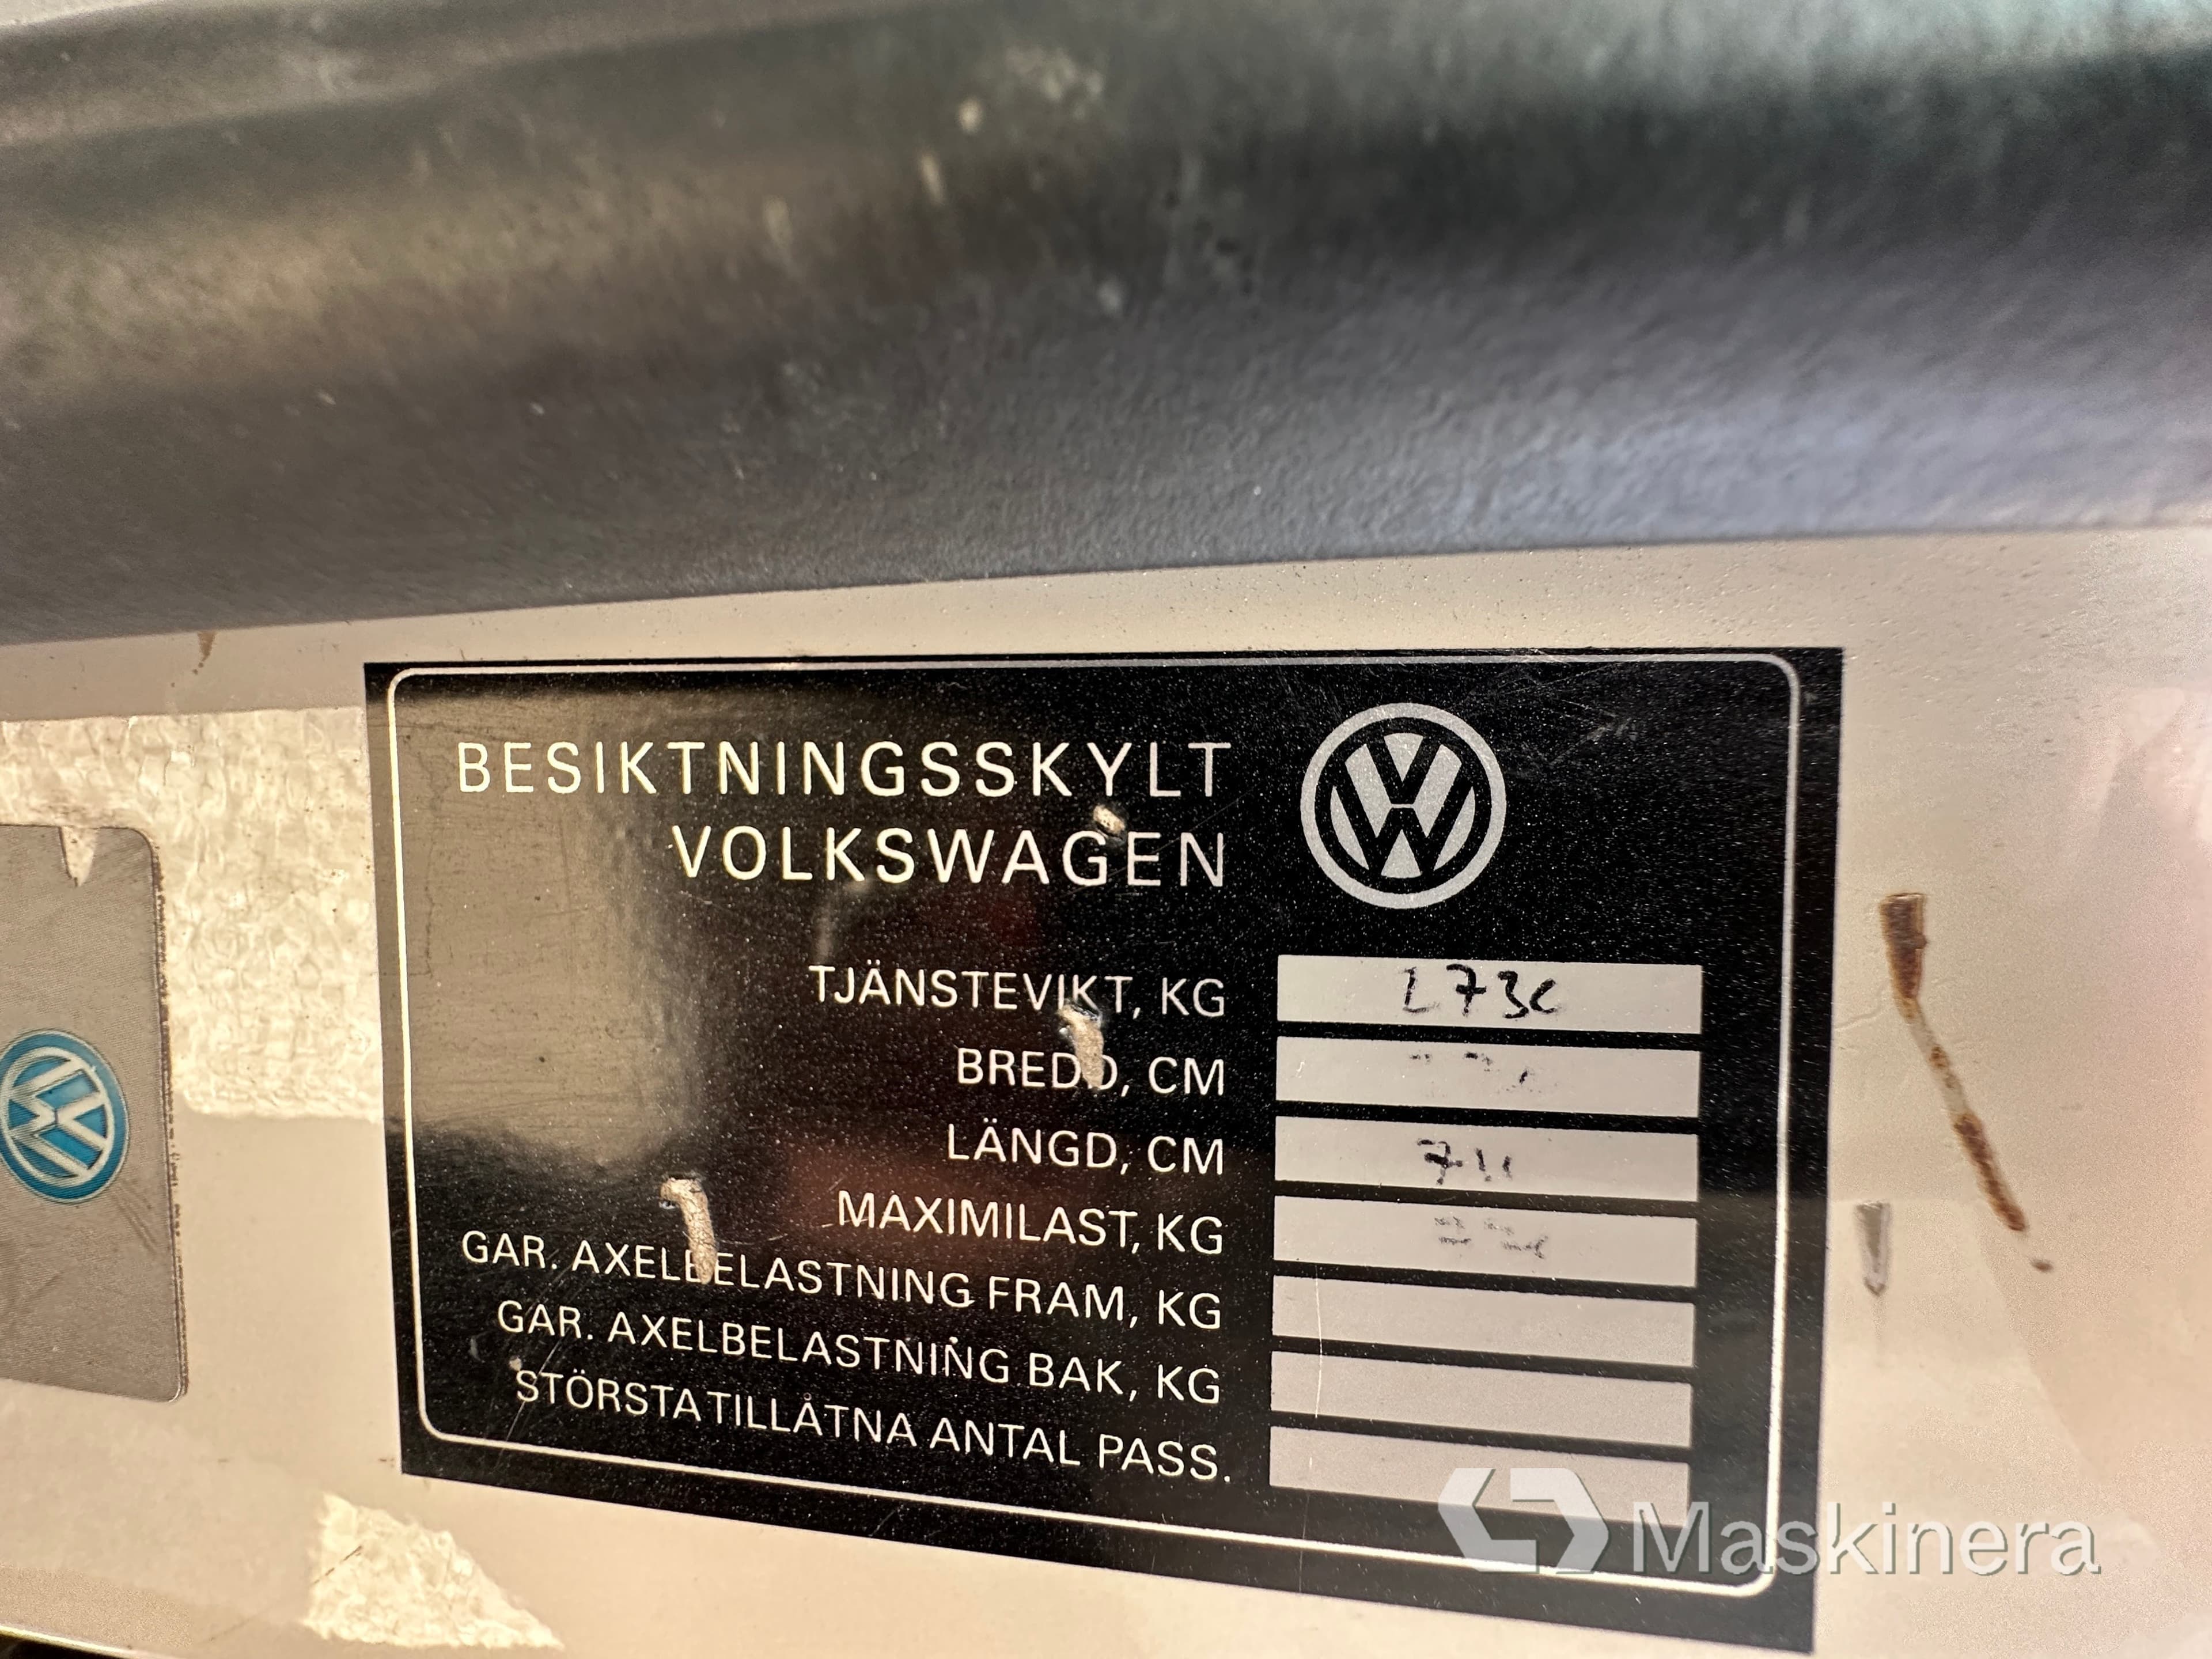 BESIKTNINGSSKYLT
VOLKSWAGEN
TJÄNSTEVIKT, KG
BREDD, CM
LÄNGD, CM
MAXIMILAST, KG
GAR. AXELBELASTNING FRAM, KG
GAR. AXELBELASTNING BAK, KG
STÖRSTA TILLÅTNA ANTAL PASS.
Maskinera